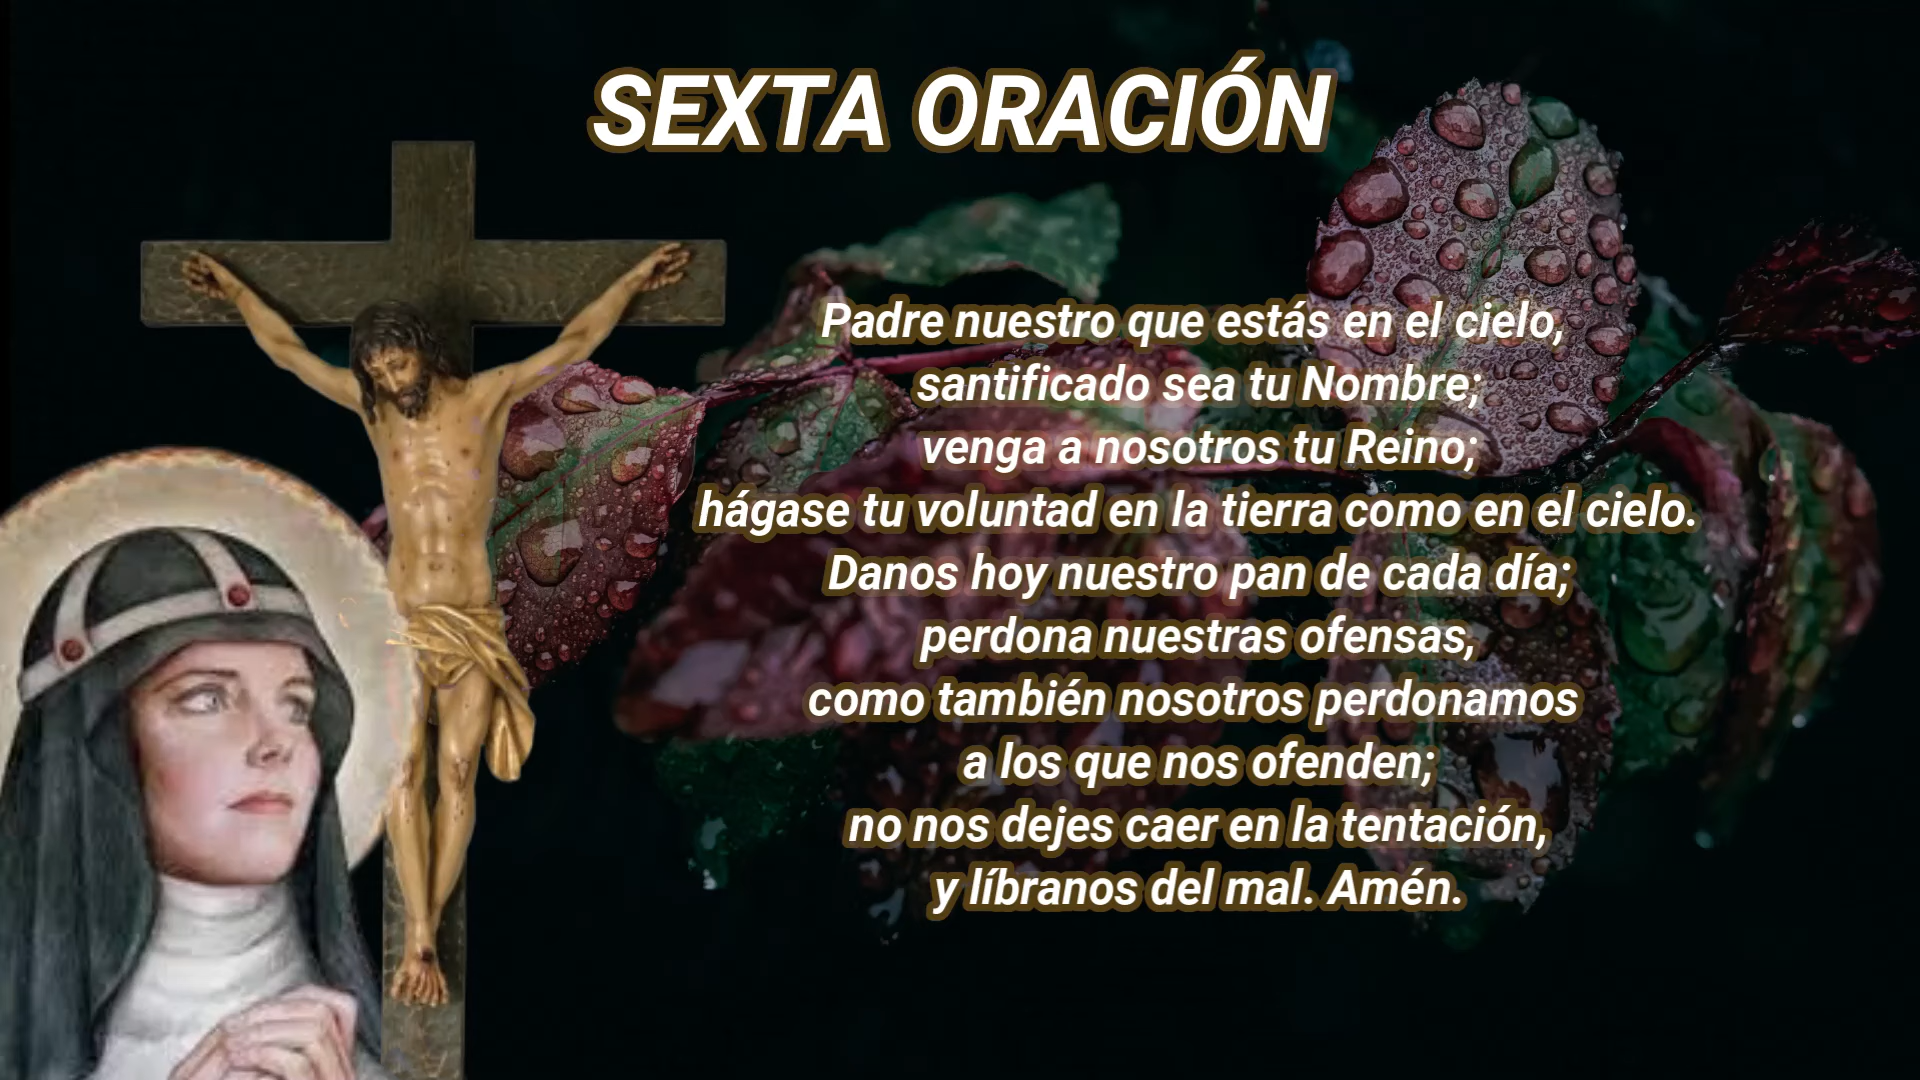 SEXTA ORACIÓN
Padre nuestro que estás en el cielo,
santificado sea tu Nombre;
venga a nosotros tu Reino;
hágase tu voluntad en la tierra como en el cielo.
Danos hoy nuestro pan de cada día;
perdona nuestras ofensas,
como también nosotros perdonamos
a los que nos ofenden;
no nos dejes caer en la tentación,
y líbranos del mal. Amén.